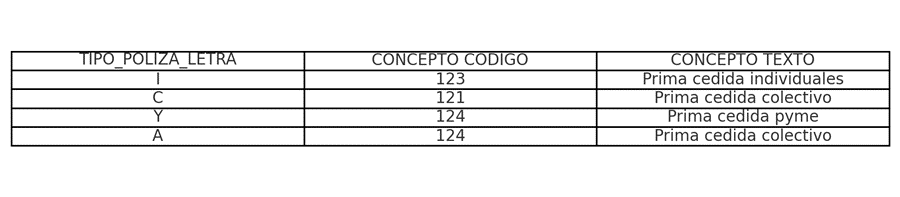 TIPO_POLIZA_LETRA CONCEPTO CODIGO CONCEPTO TEXTO
I 123 Prima cedida individuales
C 121 Prima cedida colectivo
Y 124 Prima cedida pyme
A 124 Prima cedida colectivo